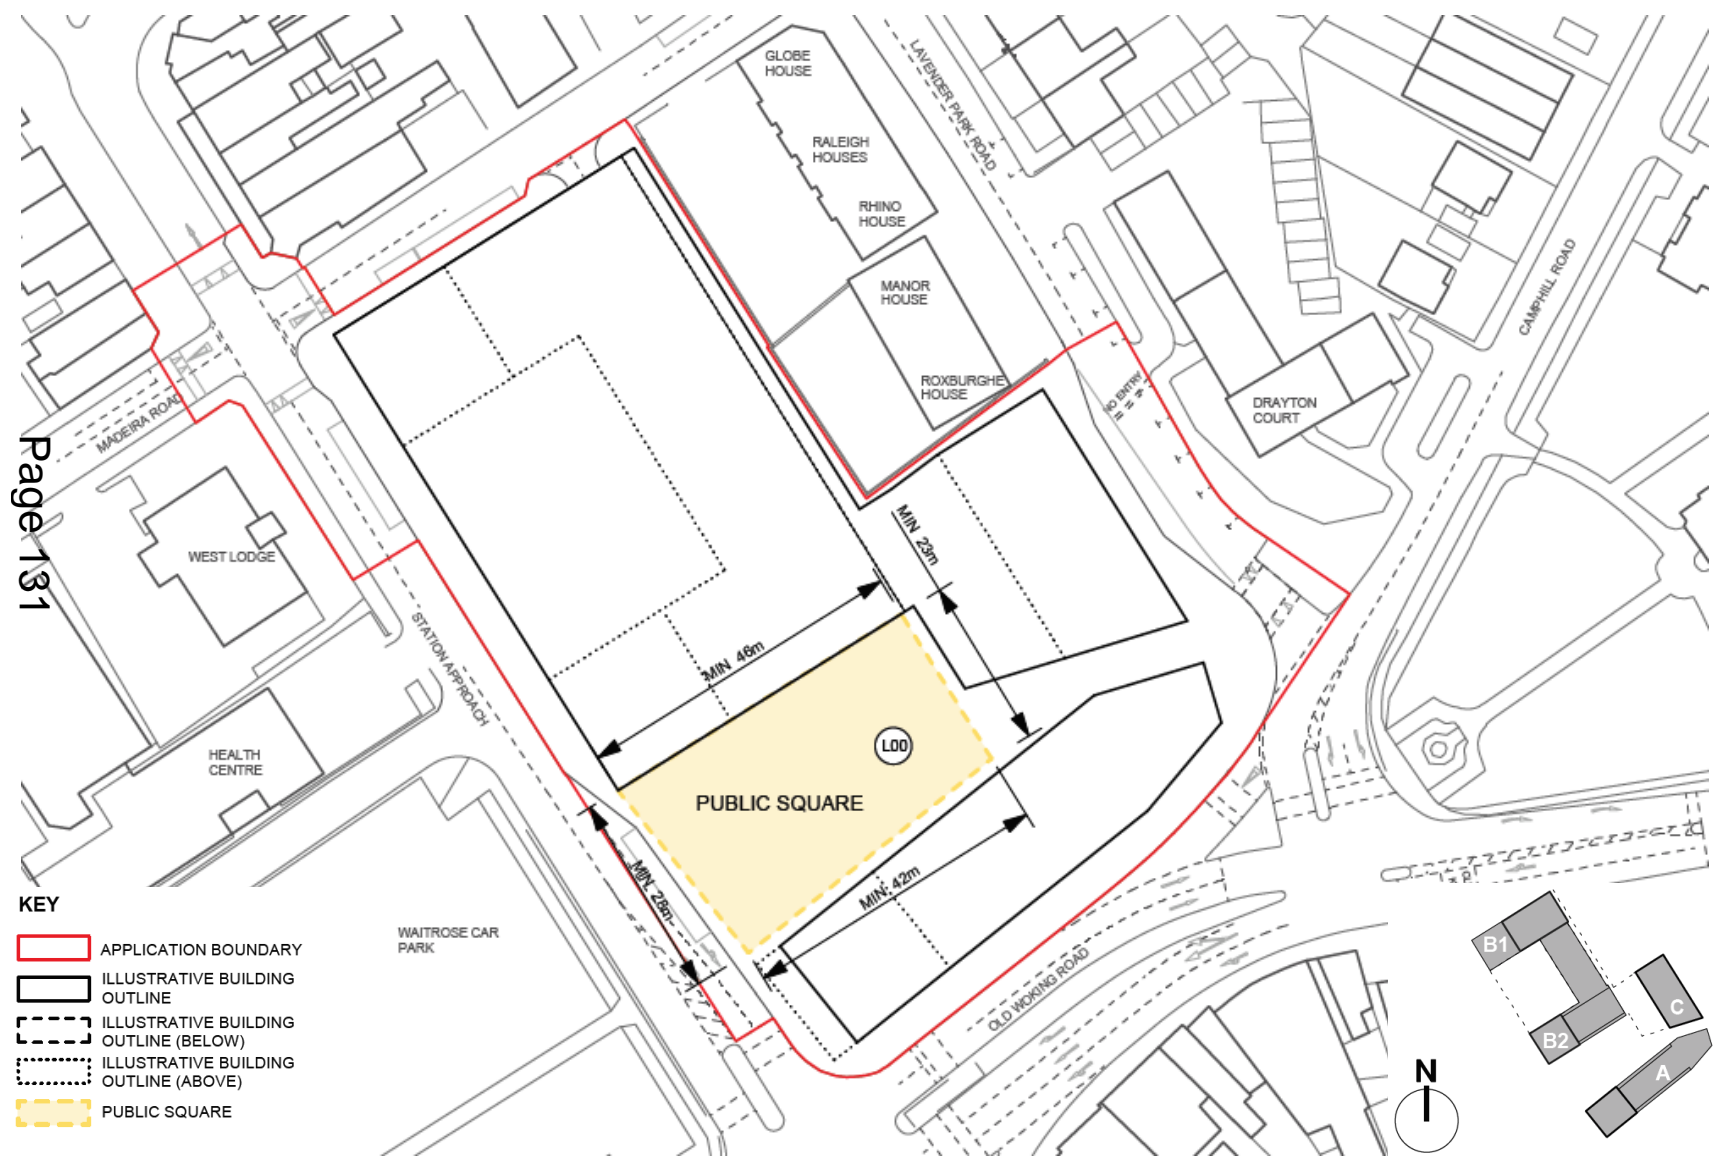 GLOBE
HOUSE
RALEIGH
HOUSES
RHINO
HOUSE
LAVENDER PARK ROAD
MANOR
HOUSE
ROXBURGHE
HOUSE
NO ENTRY
DRAYTON
COURT
CAMPHILL ROAD
MADEIRA ROAD
Page 131
WEST LODGE
STATION APPROACH
HEALTH
CENTRE
MIN 23m
MIN 46m
L00
PUBLIC SQUARE
MIN. 28m
MIN. 42m
WAITROSE CAR
PARK
OLD WOKING ROAD
KEY
APPLICATION BOUNDARY
ILLUSTRATIVE BUILDING
OUTLINE
ILLUSTRATIVE BUILDING
OUTLINE (BELOW)
ILLUSTRATIVE BUILDING
OUTLINE (ABOVE)
PUBLIC SQUARE
B1
C
B2
A
N